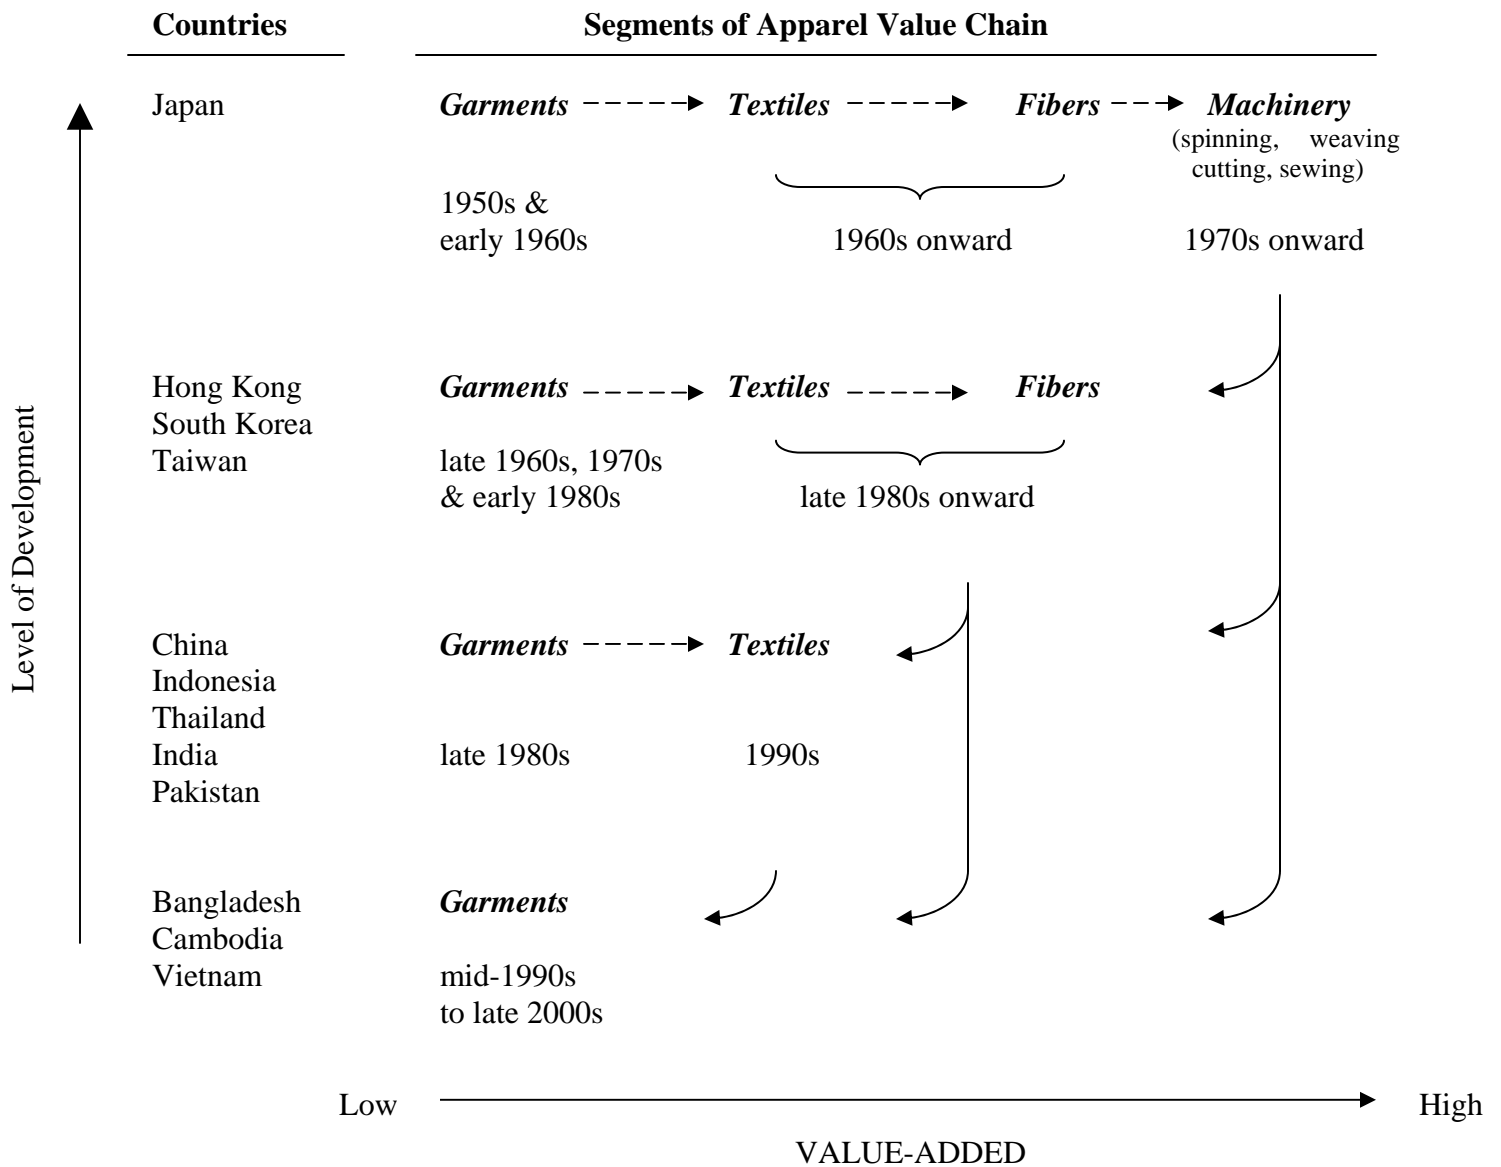 Countries
Segments of Apparel Value Chain
Japan
Garments Textiles Fibers Machinery
(spinning, weaving
cutting, sewing)
1950s &
early 1960s
1960s onward
1970s onward
Hong Kong
South Korea
Taiwan
Garments Textiles Fibers
late 1960s, 1970s
& early 1980s
late 1980s onward
China
Indonesia
Thailand
India
Pakistan
Garments Textiles
late 1980s
1990s
Bangladesh
Cambodia
Vietnam
Garments
mid-1990s
to late 2000s
Level of Development
Low
High
VALUE-ADDED